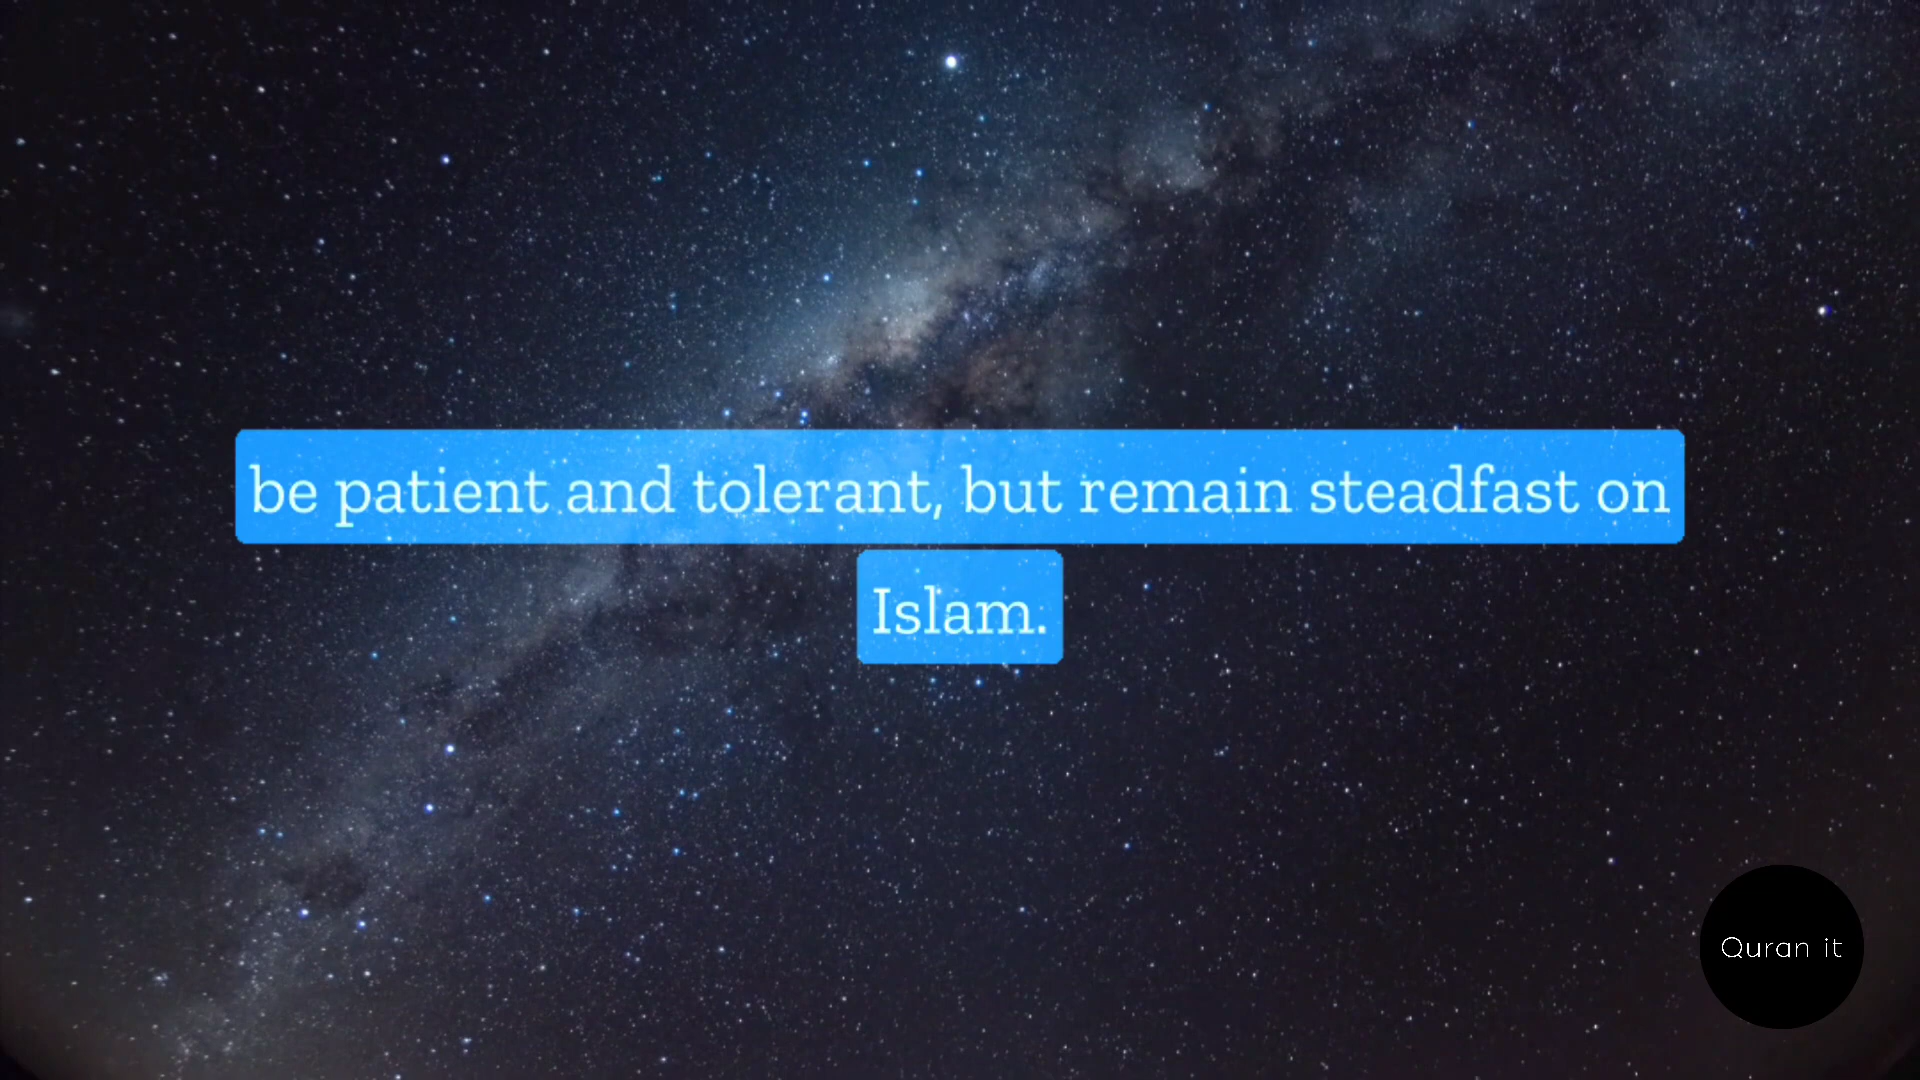 be patient and tolerant, but remain steadfast on
Islam.
Quran it